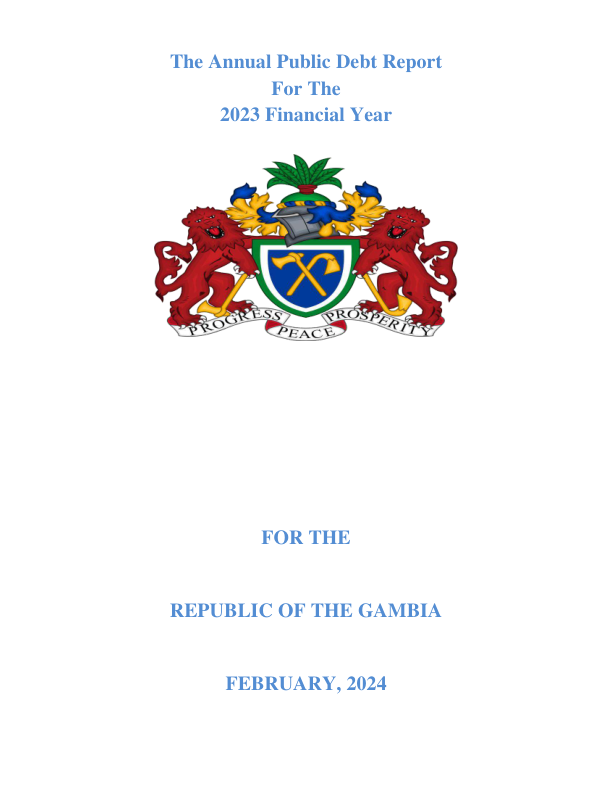 The Annual Public Debt Report
For The
2023 Financial Year
PROGRESS
PEACE
PROSPERITY
FOR THE
REPUBLIC OF THE GAMBIA
FEBRUARY, 2024